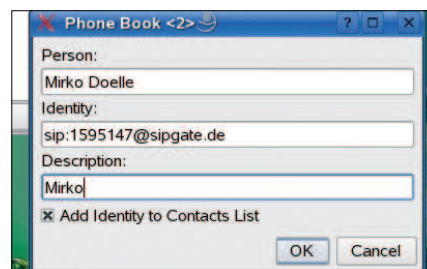 Phone Book <2>
Person:
Mirko Doelle
Identity:
sip:1595147@sipgate.de
Description:
Mirko
Add Identity to Contacts List
OK Cancel